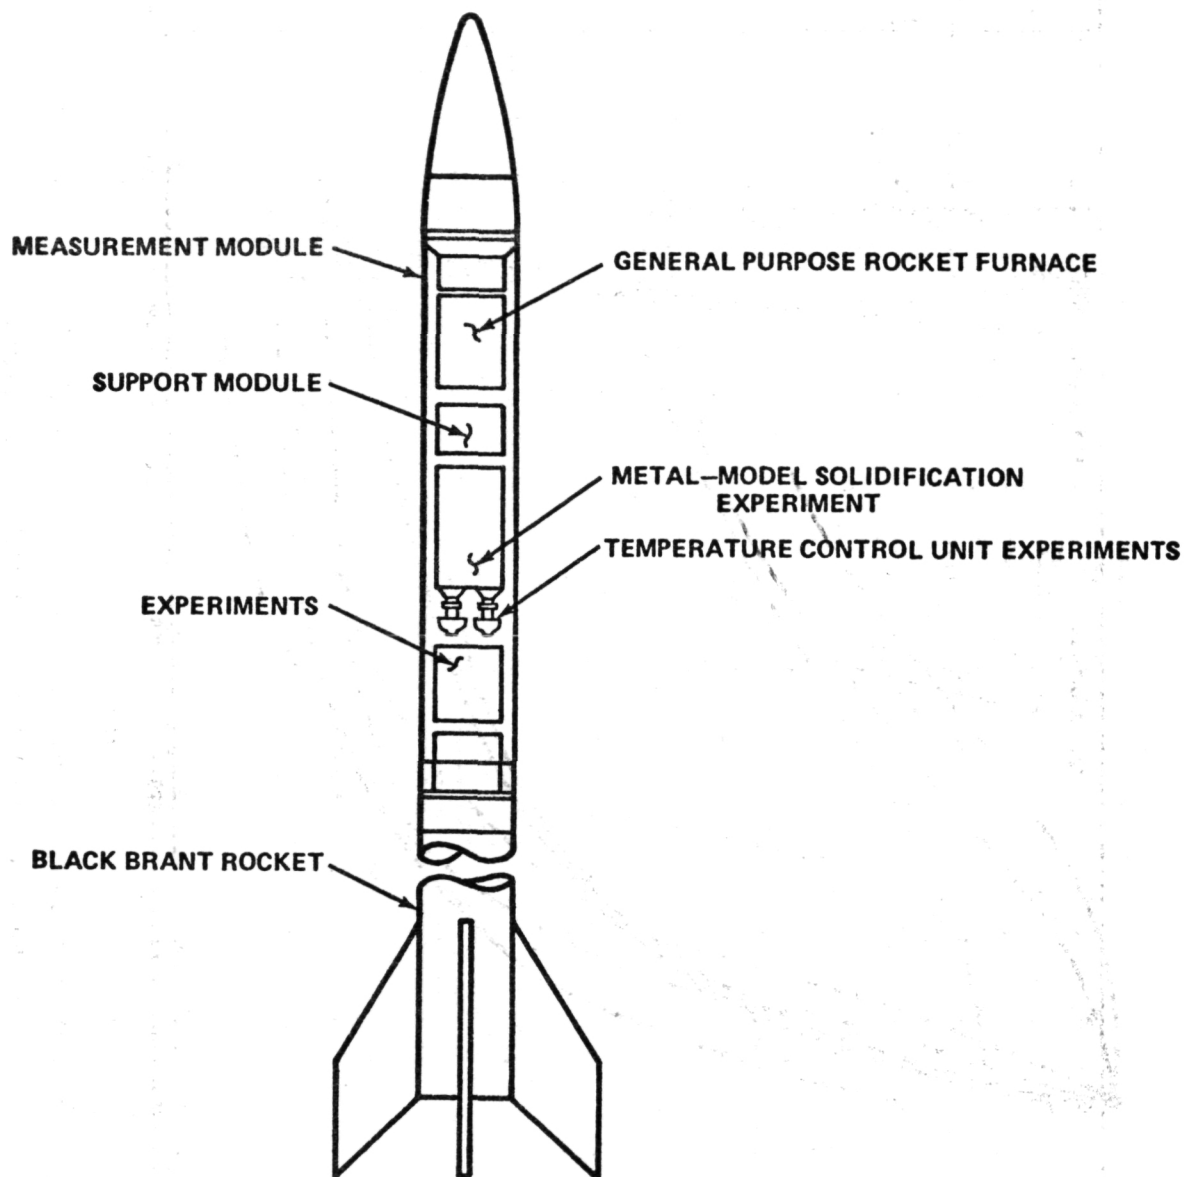 MEASUREMENT MODULE
GENERAL PURPOSE ROCKET FURNACE
SUPPORT MODULE
METAL–MODEL SOLIDIFICATION
EXPERIMENT
TEMPERATURE CONTROL UNIT EXPERIMENTS
EXPERIMENTS
BLACK BRANT ROCKET